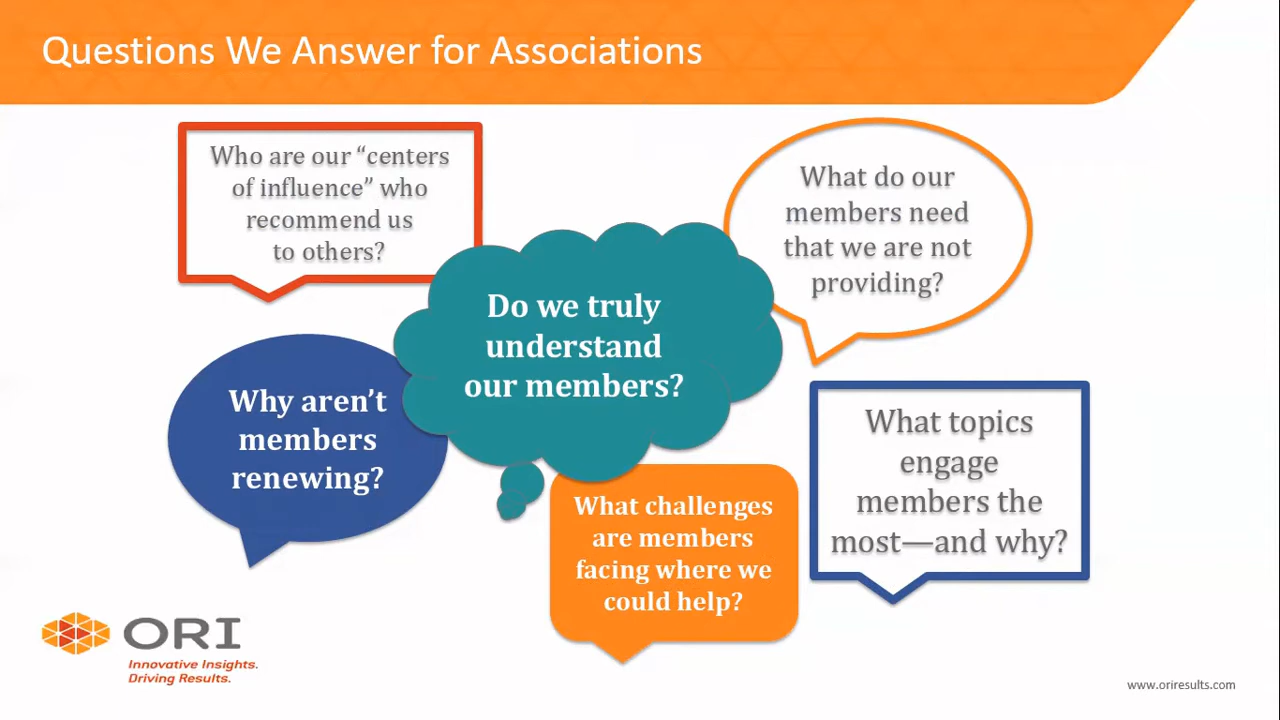 Questions We Answer for Associations
Who are our “centers
of influence” who
recommend us
to others?
What do our
members need
that we are not
providing?
Do we truly
understand
our members?
Why aren’t
members
renewing?
What topics
engage
members the
most—and why?
What challenges
are members
facing where we
could help?
ORI
Innovative Insights.
Driving Results.
www.oriresults.com